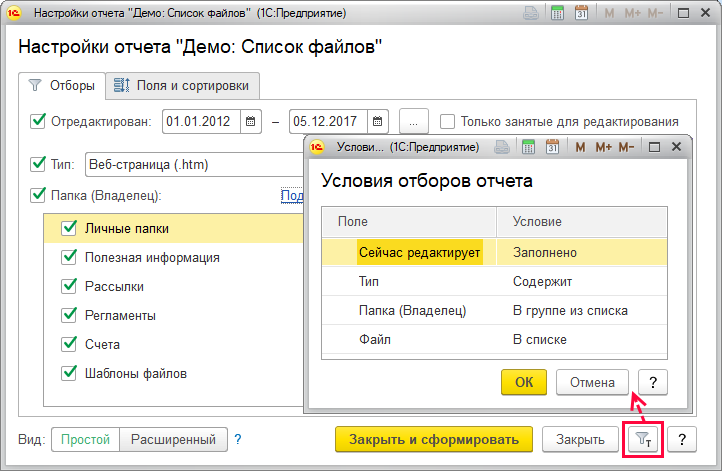 Настройки отчета "Демо: Список файлов" (1С:Предприятие)
M M+ M-
Настройки отчета "Демо: Список файлов"
Отборы Поля и сортировки
Отредактирован: 01.01.2012 – 05.12.2017 ... Только занятые для редактирования
Тип: Веб-страница (.htm)
Папка (Владелец): Под
Личные папки
Полезная информация
Рассылки
Регламенты
Счета
Шаблоны файлов
Услови... (1С:Предприятие) M M+ M-
Условия отборов отчета
Поле Условие
Сейчас редактирует Заполнено
Тип Содержит
Папка (Владелец) В группе из списка
Файл В списке
ОК Отмена ?
Вид: Простой Расширенный ? Закрыть и сформировать Закрыть Т ?